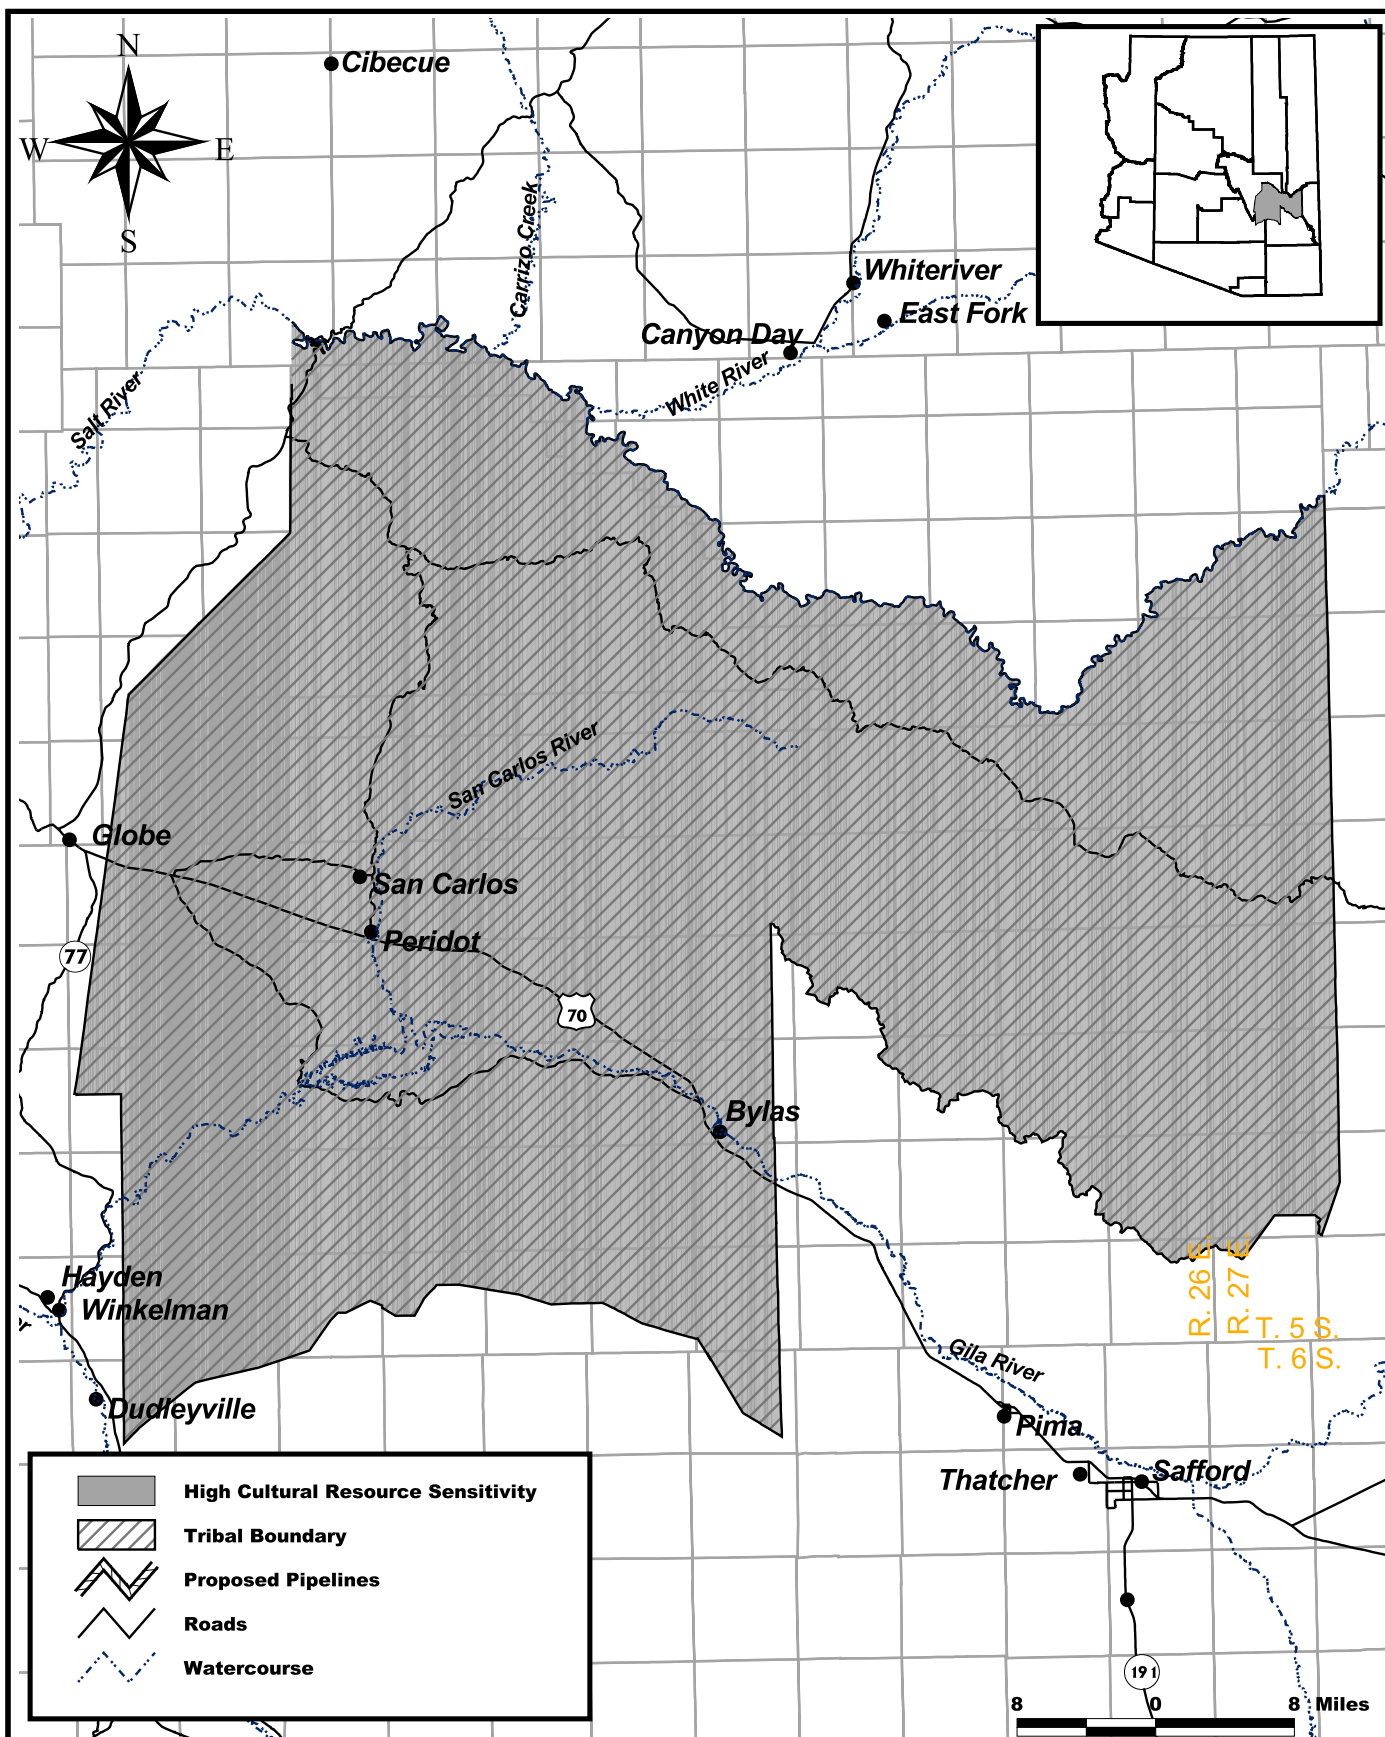 N
Cibecue
W
E
S
Carrizo Creek
Whiteriver
East Fork
Canyon Day
White River
Salt River
San Carlos River
Globe
San Carlos
Peridot
77
70
Bylas
R. 26 E.
R. 27 E.
Hayden
Winkelman
T. 5 S.
T. 6 S.
Gila River
Dudleyville
Pima
Thatcher
Safford
High Cultural Resource Sensitivity
Tribal Boundary
Proposed Pipelines
Roads
Watercourse
191
8 0 8 Miles